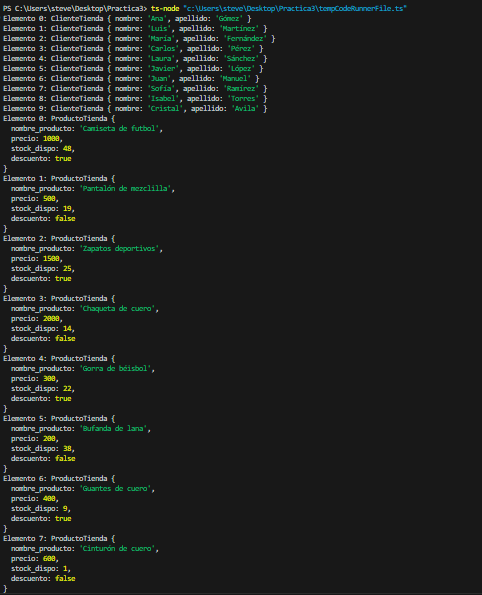 PS C:\Users\steve\Desktop\Practica3> ts-node "c:\Users\steve\Desktop\Practica3\tempCodeRunnerFile.ts"
Elemento 0: ClienteTienda { nombre: 'Ana', apellido: 'Gómez' }
Elemento 1: ClienteTienda { nombre: 'Luis', apellido: 'Martínez' }
Elemento 2: ClienteTienda { nombre: 'María', apellido: 'Fernández' }
Elemento 3: ClienteTienda { nombre: 'Carlos', apellido: 'Pérez' }
Elemento 4: ClienteTienda { nombre: 'Laura', apellido: 'Sánchez' }
Elemento 5: ClienteTienda { nombre: 'Javier', apellido: 'López' }
Elemento 6: ClienteTienda { nombre: 'Juan', apellido: 'Manuel' }
Elemento 7: ClienteTienda { nombre: 'Sofía', apellido: 'Ramírez' }
Elemento 8: ClienteTienda { nombre: 'Isabel', apellido: 'Torres' }
Elemento 9: ClienteTienda { nombre: 'Cristal', apellido: 'Avila' }
Elemento 0: ProductoTienda {
  nombre_producto: 'Camiseta de futbol',
  precio: 1000,
  stock_dispo: 48,
  descuento: true
}
Elemento 1: ProductoTienda {
  nombre_producto: 'Pantalón de mezclilla',
  precio: 500,
  stock_dispo: 19,
  descuento: false
}
Elemento 2: ProductoTienda {
  nombre_producto: 'Zapatos deportivos',
  precio: 1500,
  stock_dispo: 25,
  descuento: true
}
Elemento 3: ProductoTienda {
  nombre_producto: 'Chaqueta de cuero',
  precio: 2000,
  stock_dispo: 14,
  descuento: false
}
Elemento 4: ProductoTienda {
  nombre_producto: 'Gorra de béisbol',
  precio: 300,
  stock_dispo: 22,
  descuento: true
}
Elemento 5: ProductoTienda {
  nombre_producto: 'Bufanda de lana',
  precio: 200,
  stock_dispo: 38,
  descuento: false
}
Elemento 6: ProductoTienda {
  nombre_producto: 'Guantes de cuero',
  precio: 400,
  stock_dispo: 9,
  descuento: true
}
Elemento 7: ProductoTienda {
  nombre_producto: 'Cinturón de cuero',
  precio: 600,
  stock_dispo: 1,
  descuento: false
}